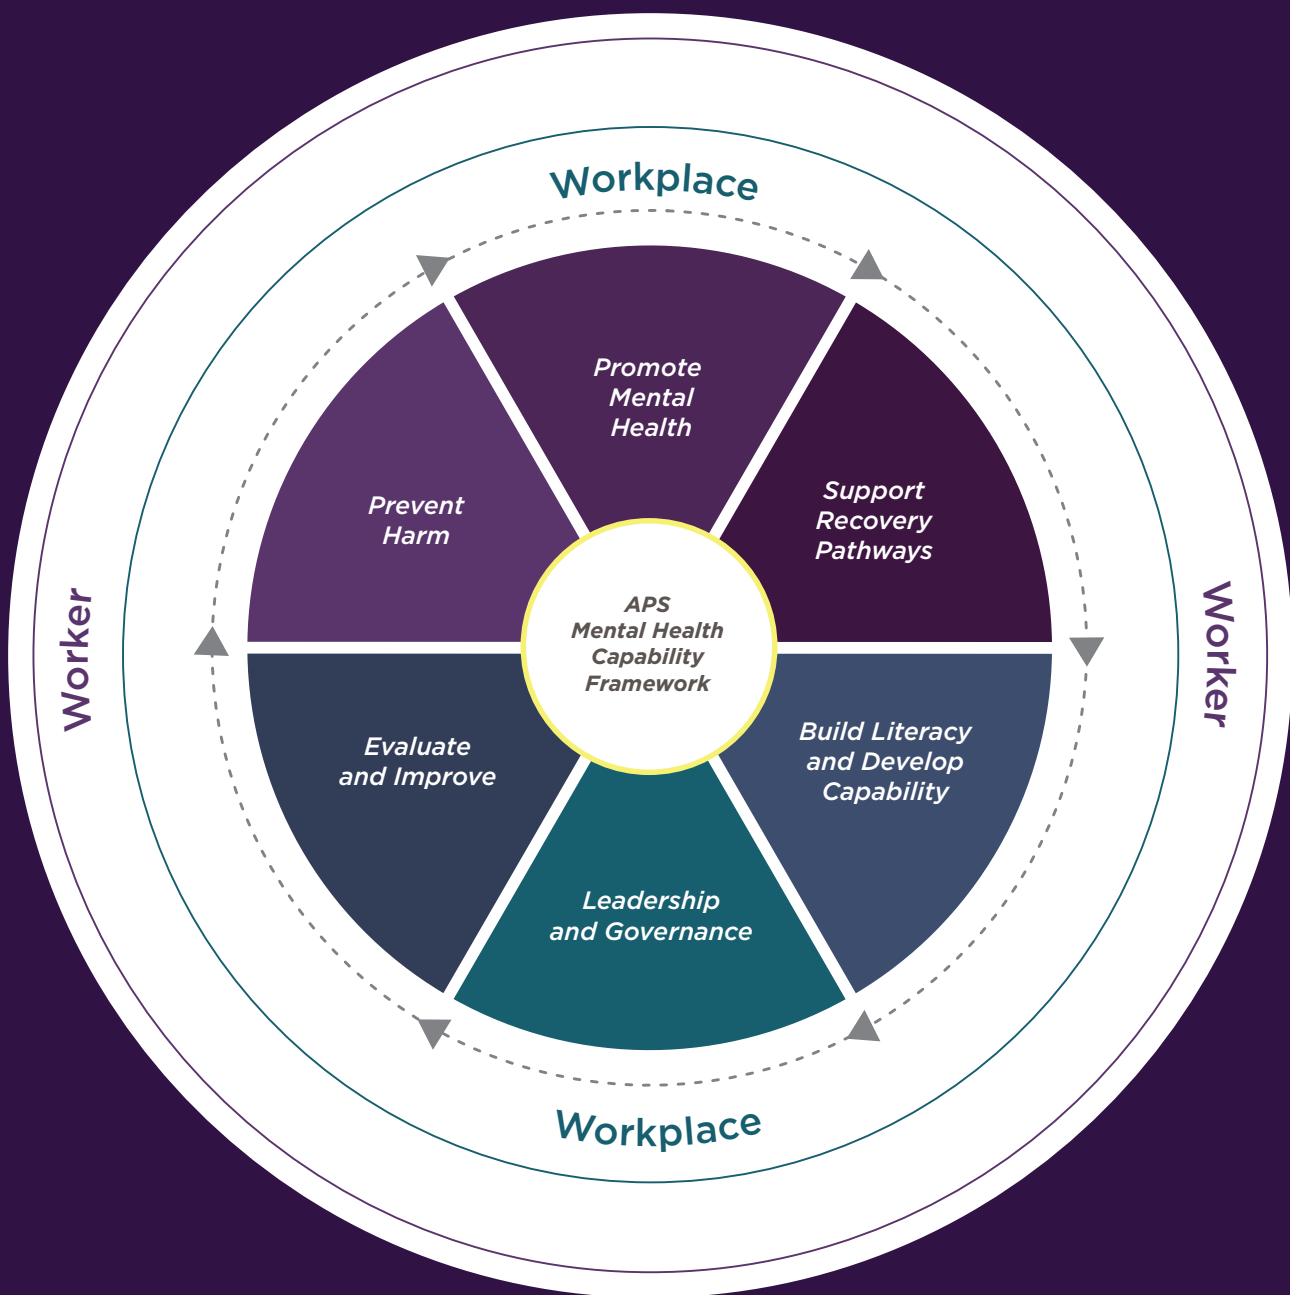 Workplace
Promote
Mental
Health
Support
Recovery
Pathways
Prevent
Harm
APS
Mental Health
Capability
Framework
Worker
Worker
Build Literacy
and Develop
Capability
Evaluate
and Improve
Leadership
and Governance
Workplace